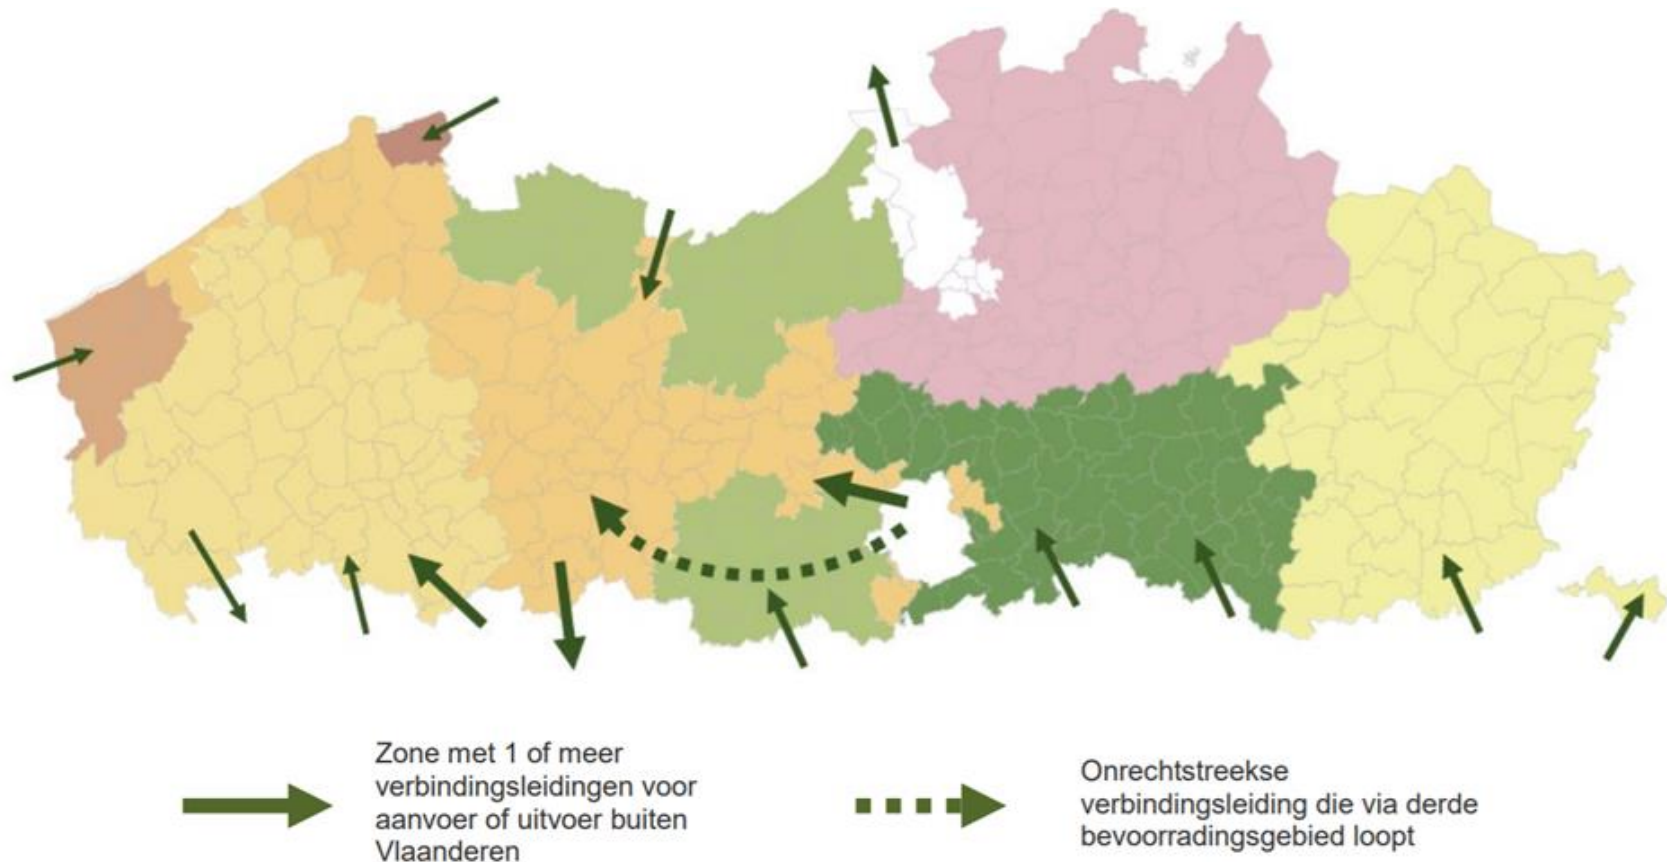 Zone met 1 of meer
verbindingsleidingen voor
aanvoer of uitvoer buiten
Vlaanderen
Onrechtstreekse
verbindingsleiding die via derde
bevoorradingsgebied loopt